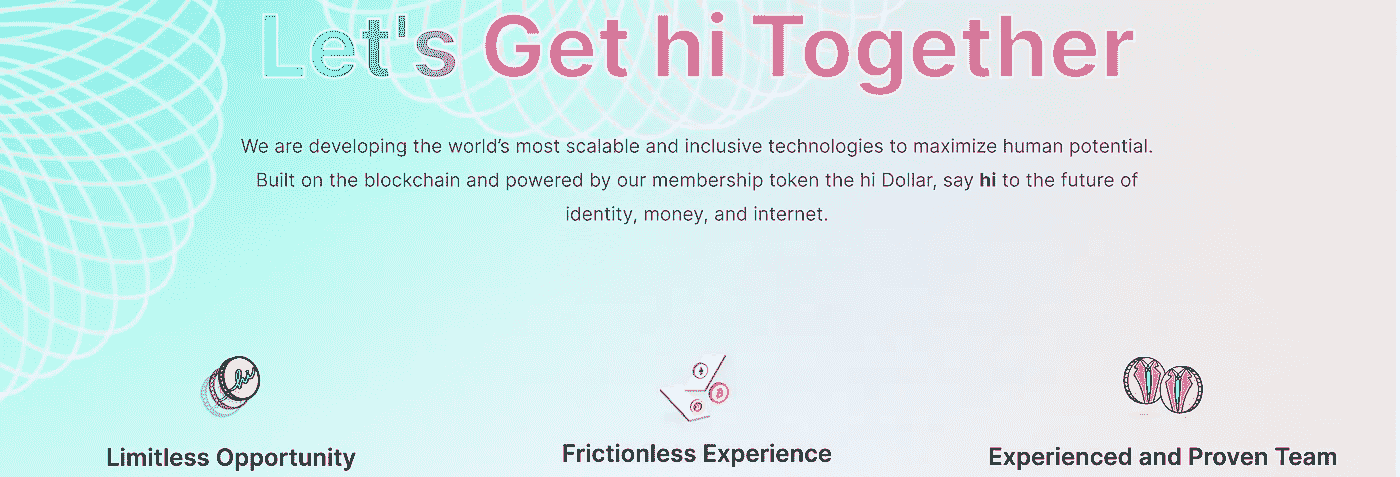 Let's Get hi Together
We are developing the world’s most scalable and inclusive technologies to maximize human potential.
Built on the blockchain and powered by our membership token the hi Dollar, say hi to the future of
identity, money, and internet.
hi
Limitless Opportunity
Frictionless Experience
Experienced and Proven Team